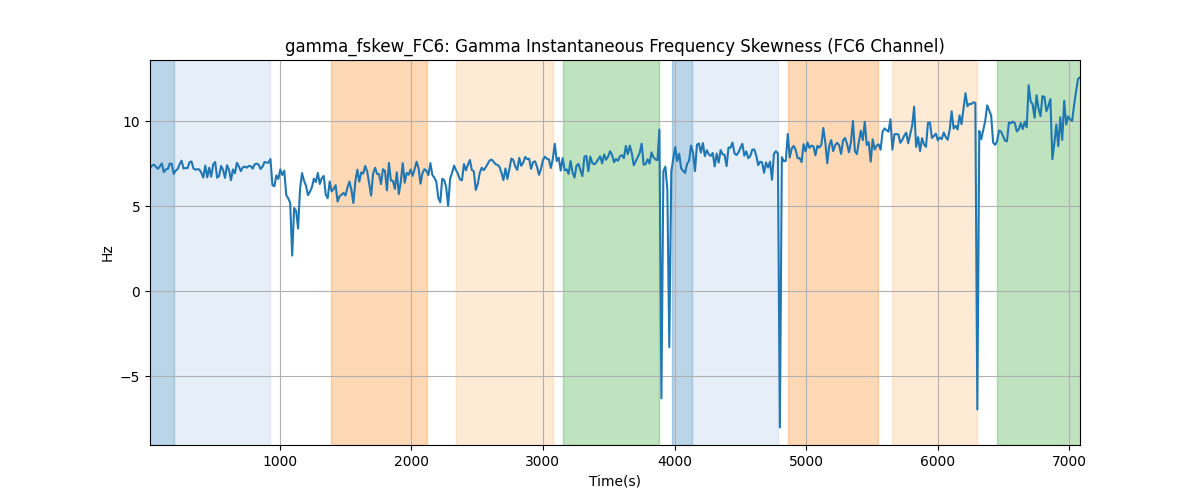 gamma_fskew_FC6: Gamma Instantaneous Frequency Skewness (FC6 Channel)
10
5
0
−5
Hz
1000 2000 3000 4000 5000 6000 7000
Time(s)